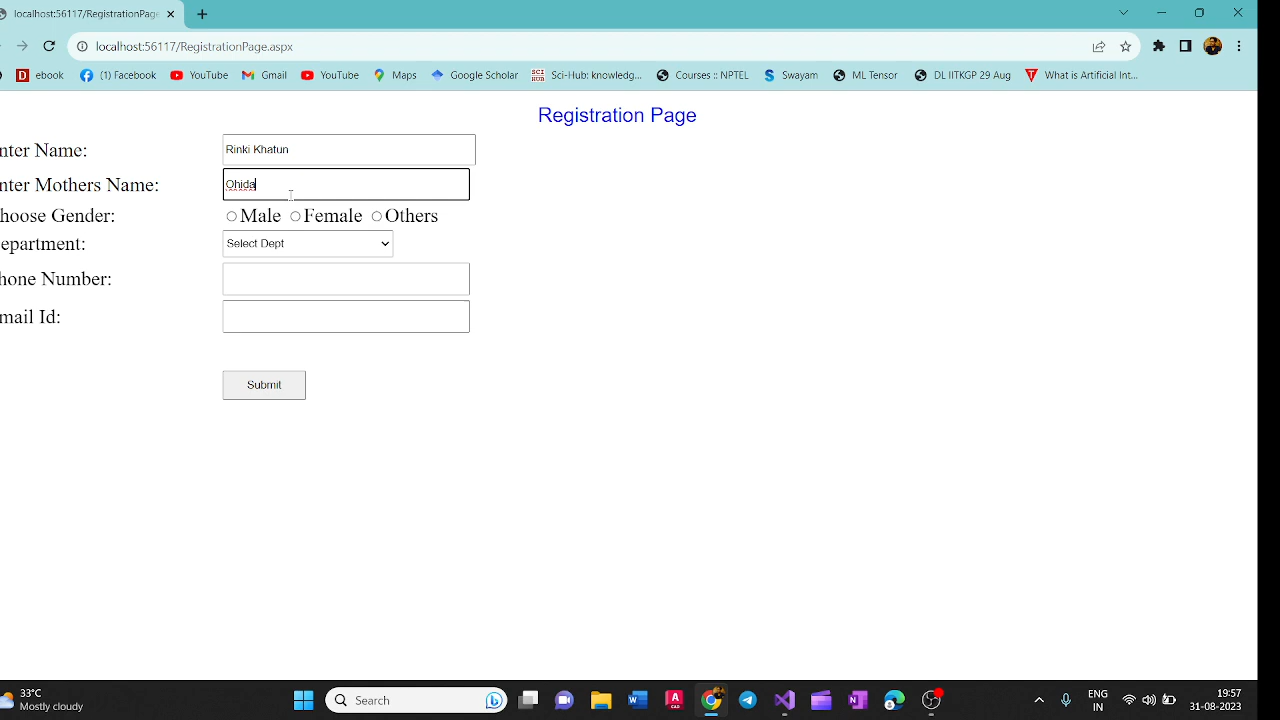 localhost:56117/RegistrationPage
localhost:56117/RegistrationPage.aspx
ebook (1) Facebook YouTube Gmail YouTube Maps Google Scholar SCI HUB Sci-Hub: knowledg... Courses :: NPTEL Swayam ML Tensor DL IITKGP 29 Aug What is Artificial Int...
Registration Page
nter Name: Rinki Khatun
nter Mothers Name: Ohida
hoose Gender: Male Female Others
epartment: Select Dept
hone Number:
mail Id:
Submit
33°C
Mostly cloudy
Search
ENG
IN
19:57
31-08-2023